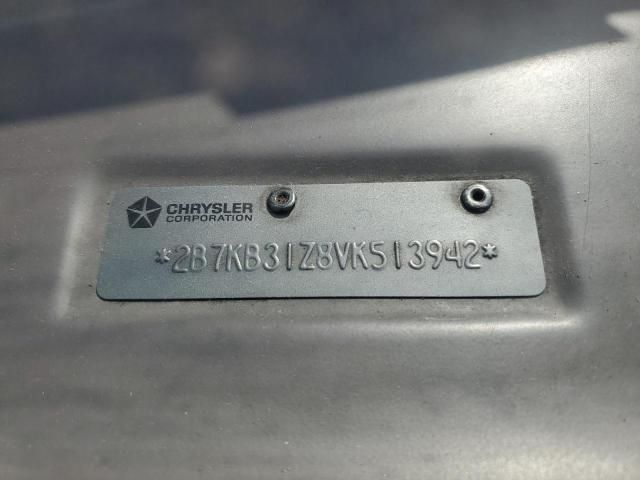 CHRYSLER
CORPORATION
*2B7KB31Z8VK513942*